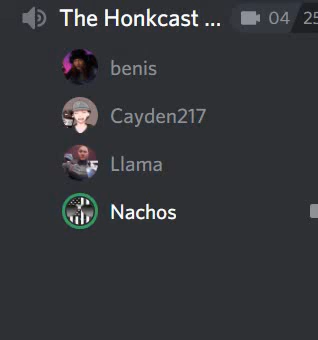 The Honkcast ... 04 25
benis
Cayden217
Llama
Nachos